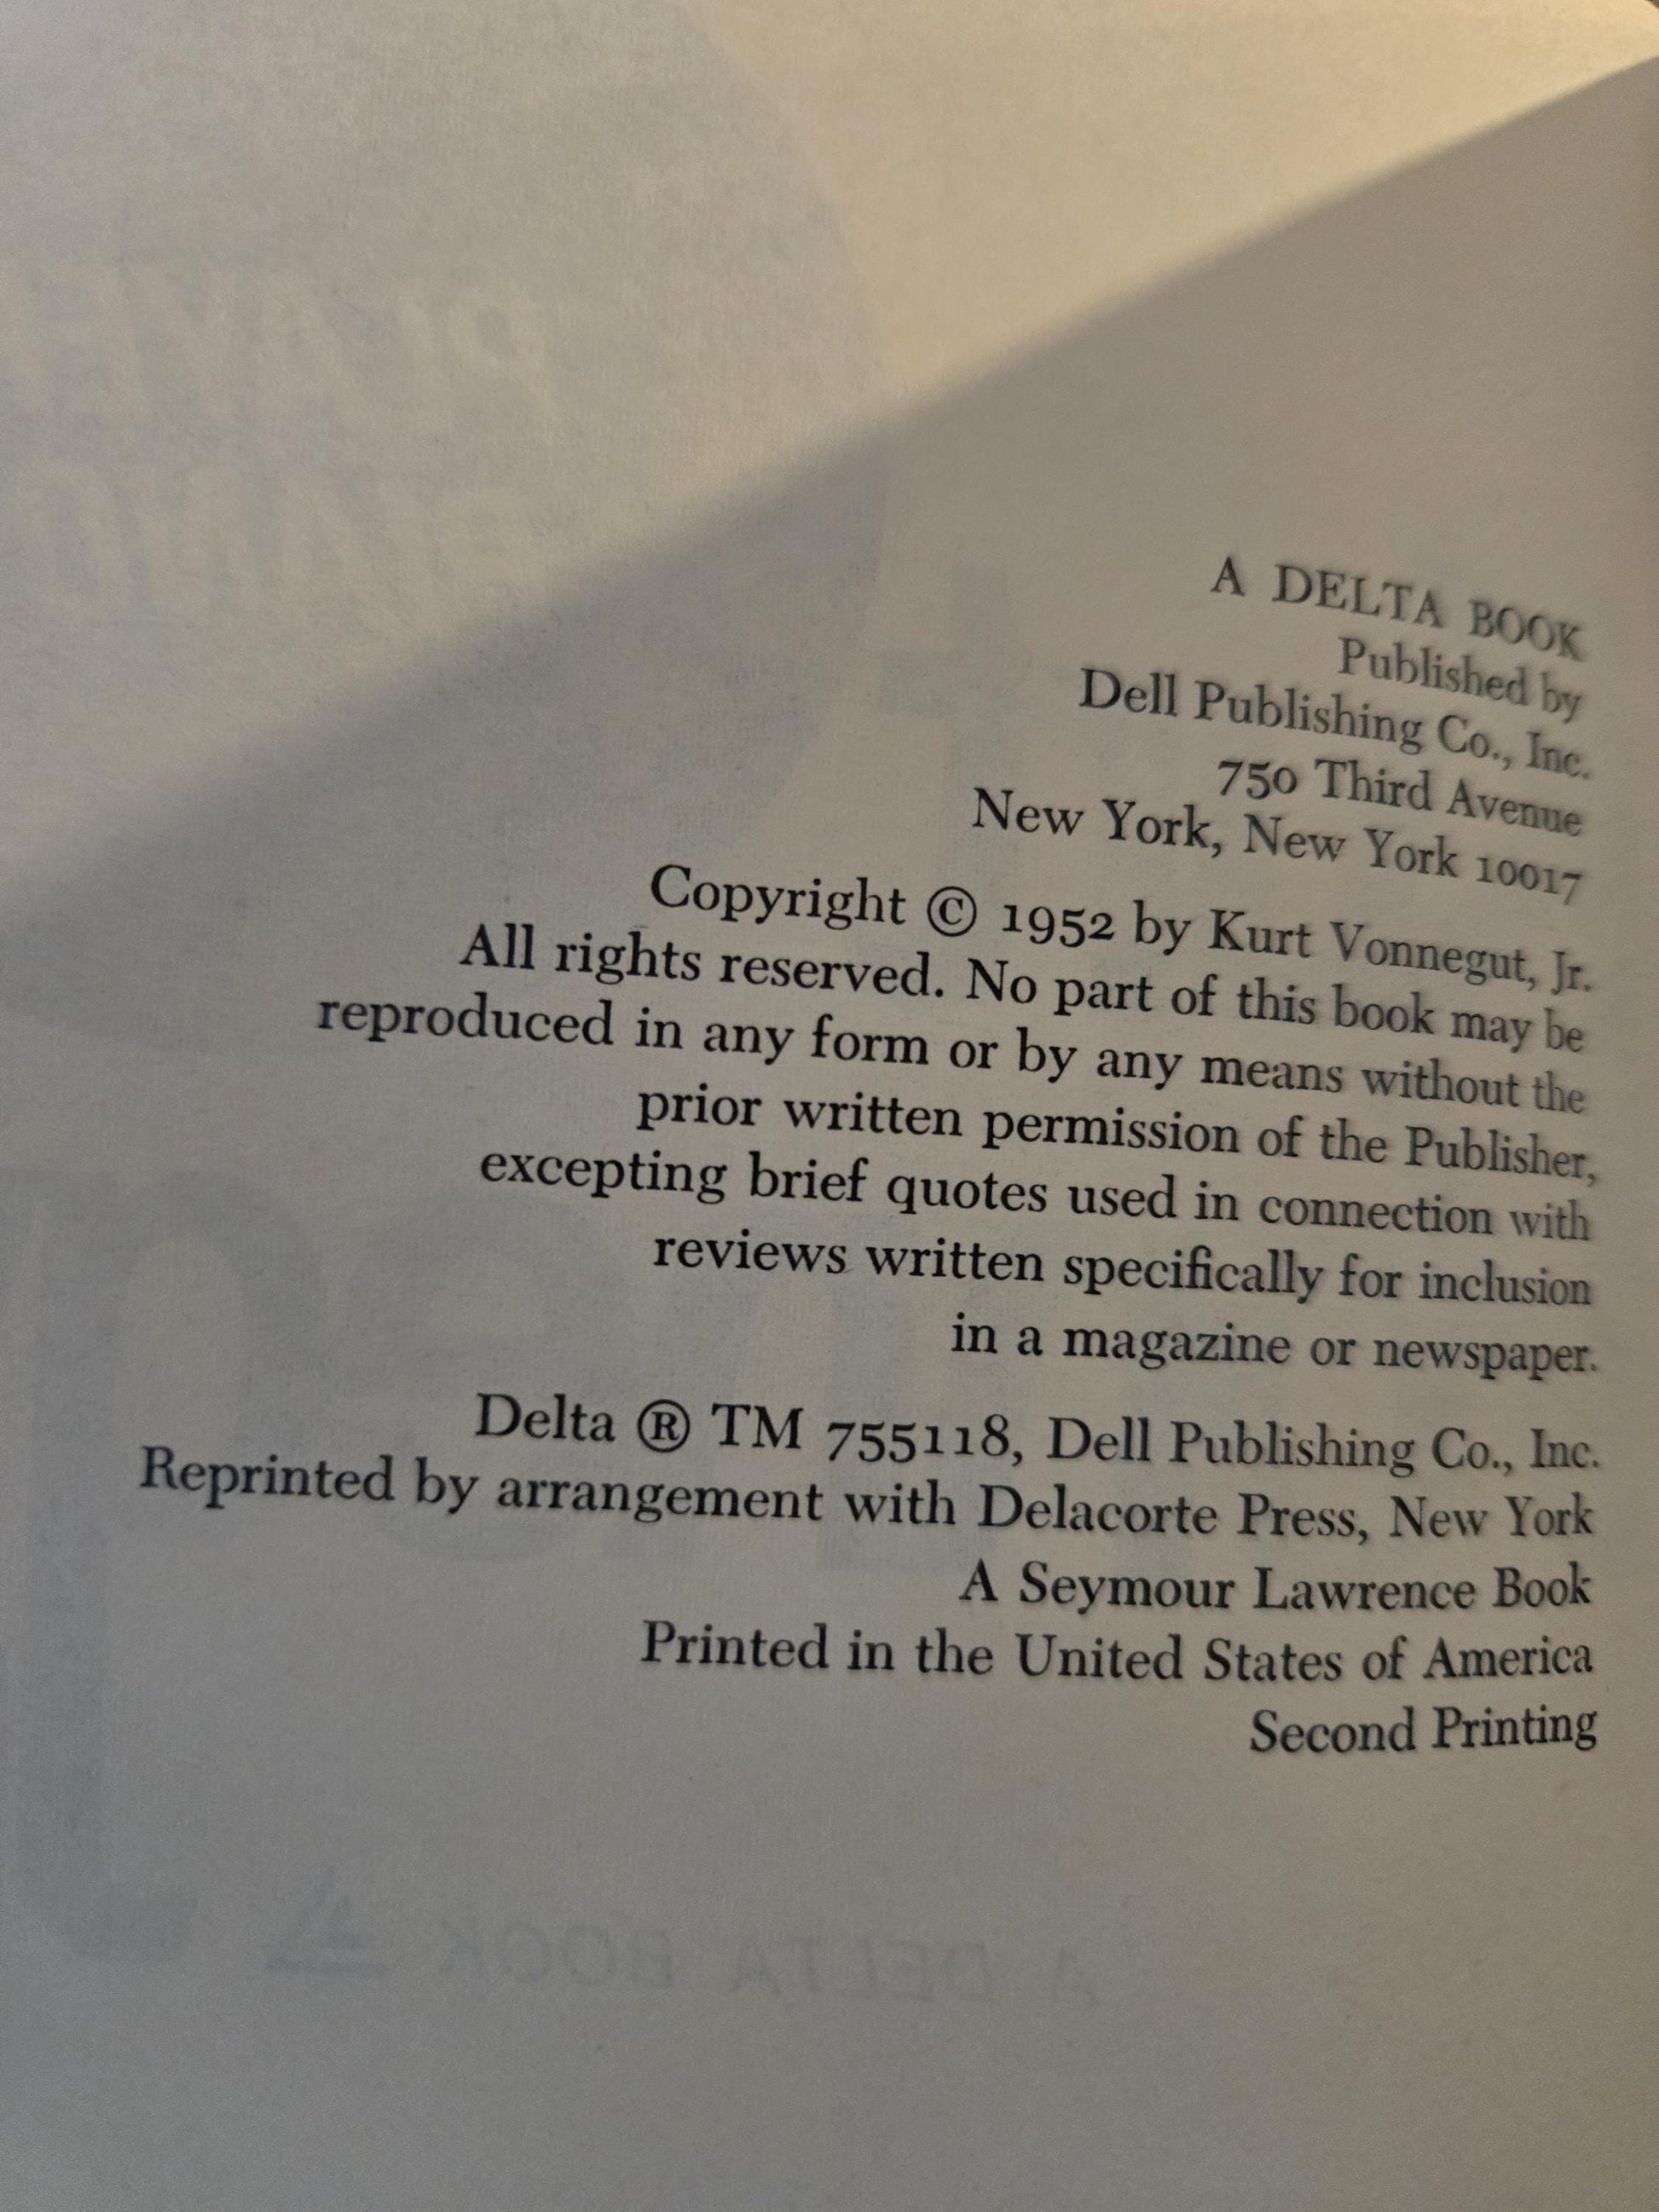 A DELTA BOOK
Published by
Dell Publishing Co., Inc.
750 Third Avenue
New York, New York 10017
Copyright © 1952 by Kurt Vonnegut, Jr.
All rights reserved. No part of this book may be
reproduced in any form or by any means without the
prior written permission of the Publisher,
excepting brief quotes used in connection with
reviews written specifically for inclusion
in a magazine or newspaper.
Delta ® TM 755118, Dell Publishing Co., Inc.
Reprinted by arrangement with Delacorte Press, New York
A Seymour Lawrence Book
Printed in the United States of America
Second Printing
A DELTA BOOK